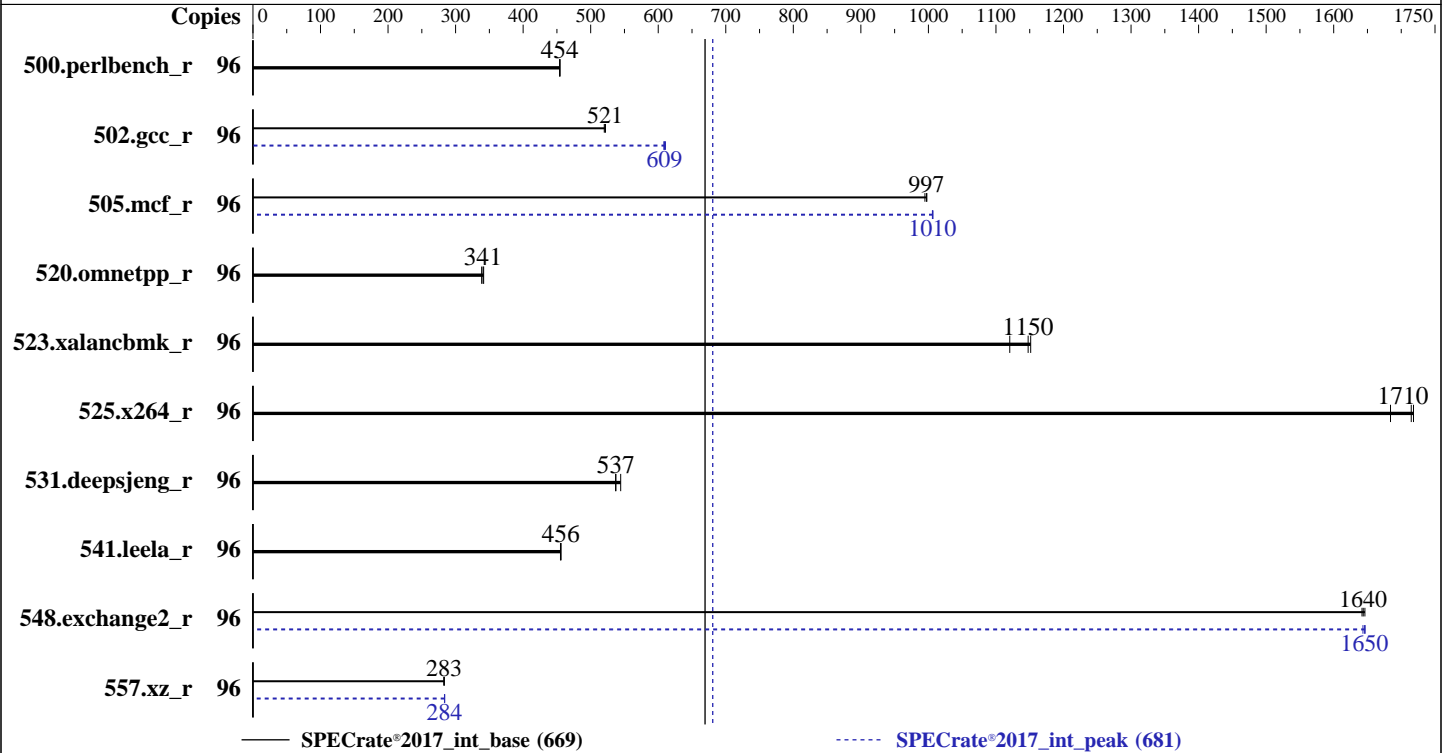 Copies 0 100 200 300 400 500 600 700 800 900 1000 1100 1200 1300 1400 1500 1600 1750
454
500.perlbench_r 96
521
502.gcc_r 96
609
997
505.mcf_r 96
1010
341
520.omnetpp_r 96
1150
523.xalancbmk_r 96
1710
525.x264_r 96
537
531.deepsjeng_r 96
456
541.leela_r 96
1640
548.exchange2_r 96
1650
283
557.xz_r 96
284
SPECrate®2017_int_base (669) SPECrate®2017_int_peak (681)